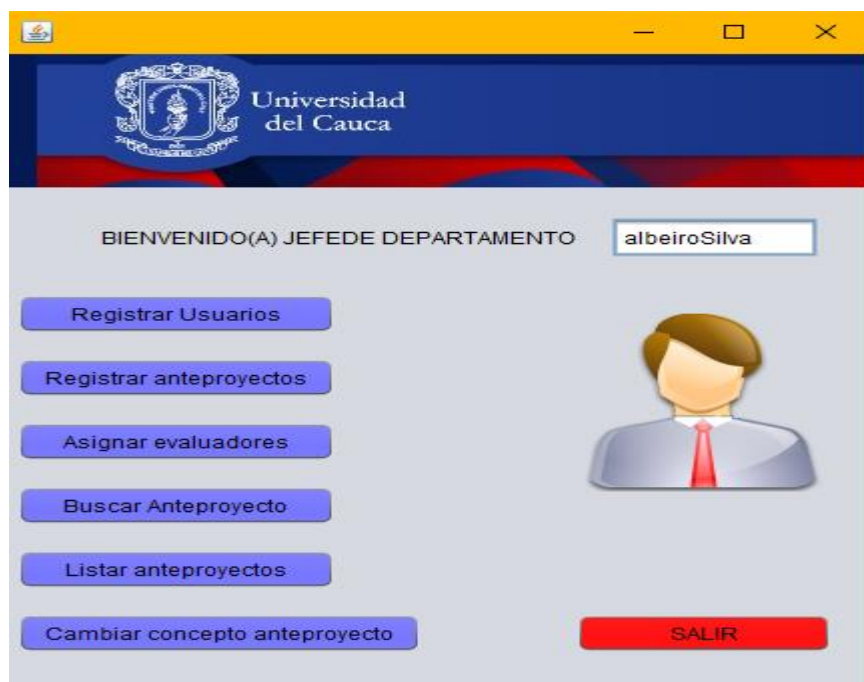 Universidad
del Cauca
BIENVENIDO(A) JEFEDE DEPARTAMENTO albeiroSilva
Registrar Usuarios
Registrar anteproyectos
Asignar evaluadores
Buscar Anteproyecto
Listar anteproyectos
Cambiar concepto anteproyecto
SALIR